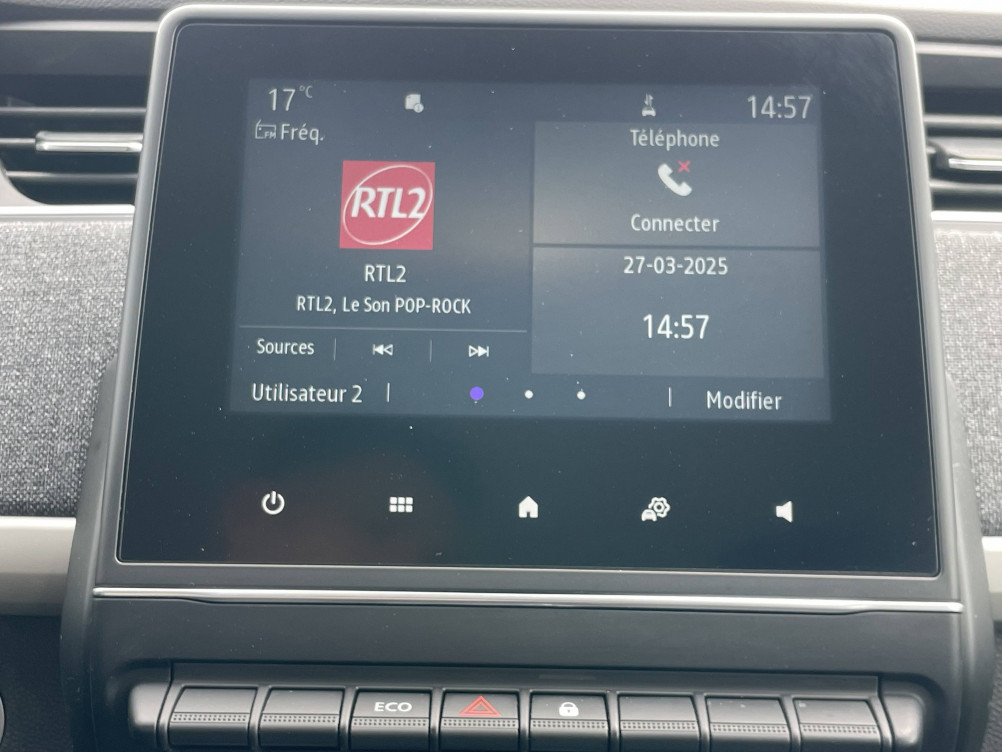 17°C
14:57
FM Fréq.
RTL2
RTL2
RTL2, Le Son POP-ROCK
Sources
Téléphone
Connecter
27-03-2025
14:57
Utilisateur 2
Modifier
ECO